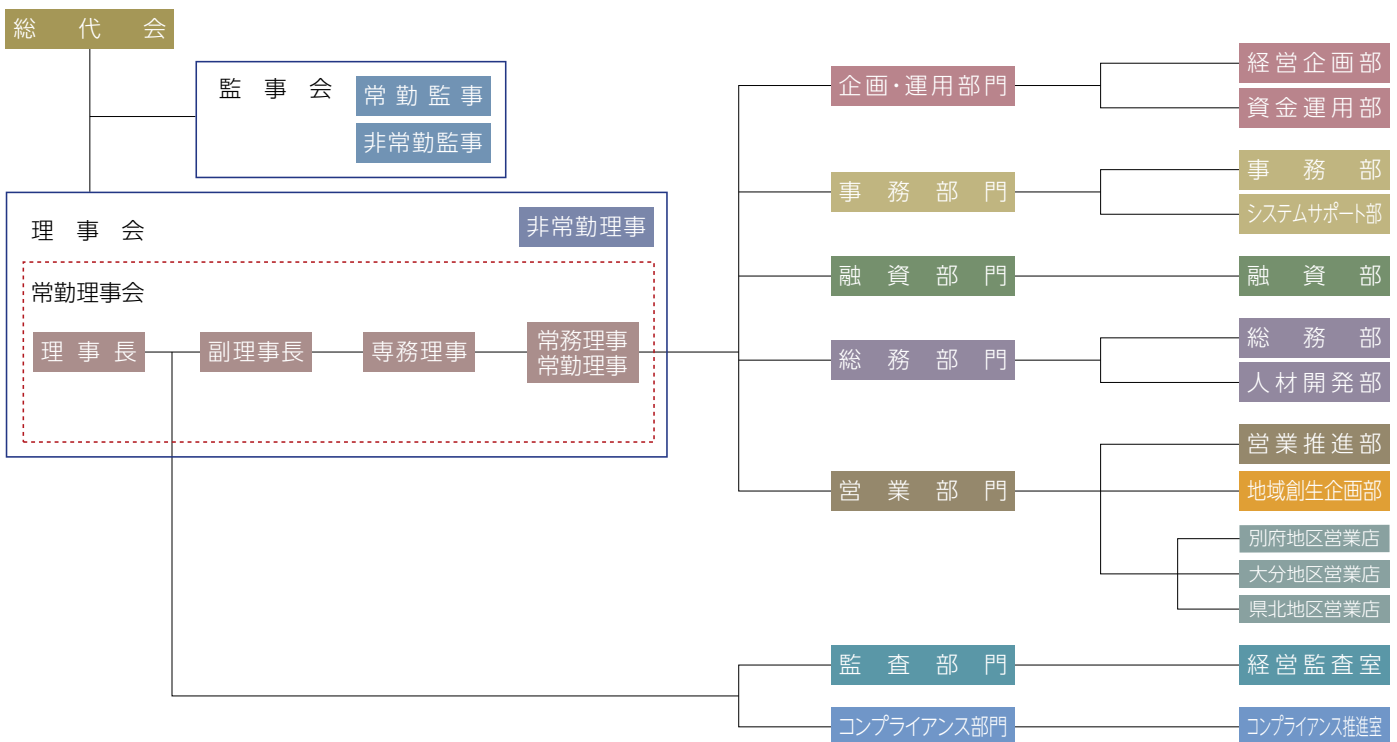 総代会
監事会
常勤監事
非常勤監事
理事会
非常勤理事
常勤理事会
理事長
副理事長
専務理事
常務理事
常勤理事
企画・運用部門
経営企画部
資金運用部
事務部門
事務部
システムサポート部
融資部門
融資部
総務部門
総務部
人材開発部
営業部門
営業推進部
地域創生企画部
別府地区営業店
大分地区営業店
県北地区営業店
監査部門
経営監査室
コンプライアンス部門
コンプライアンス推進室